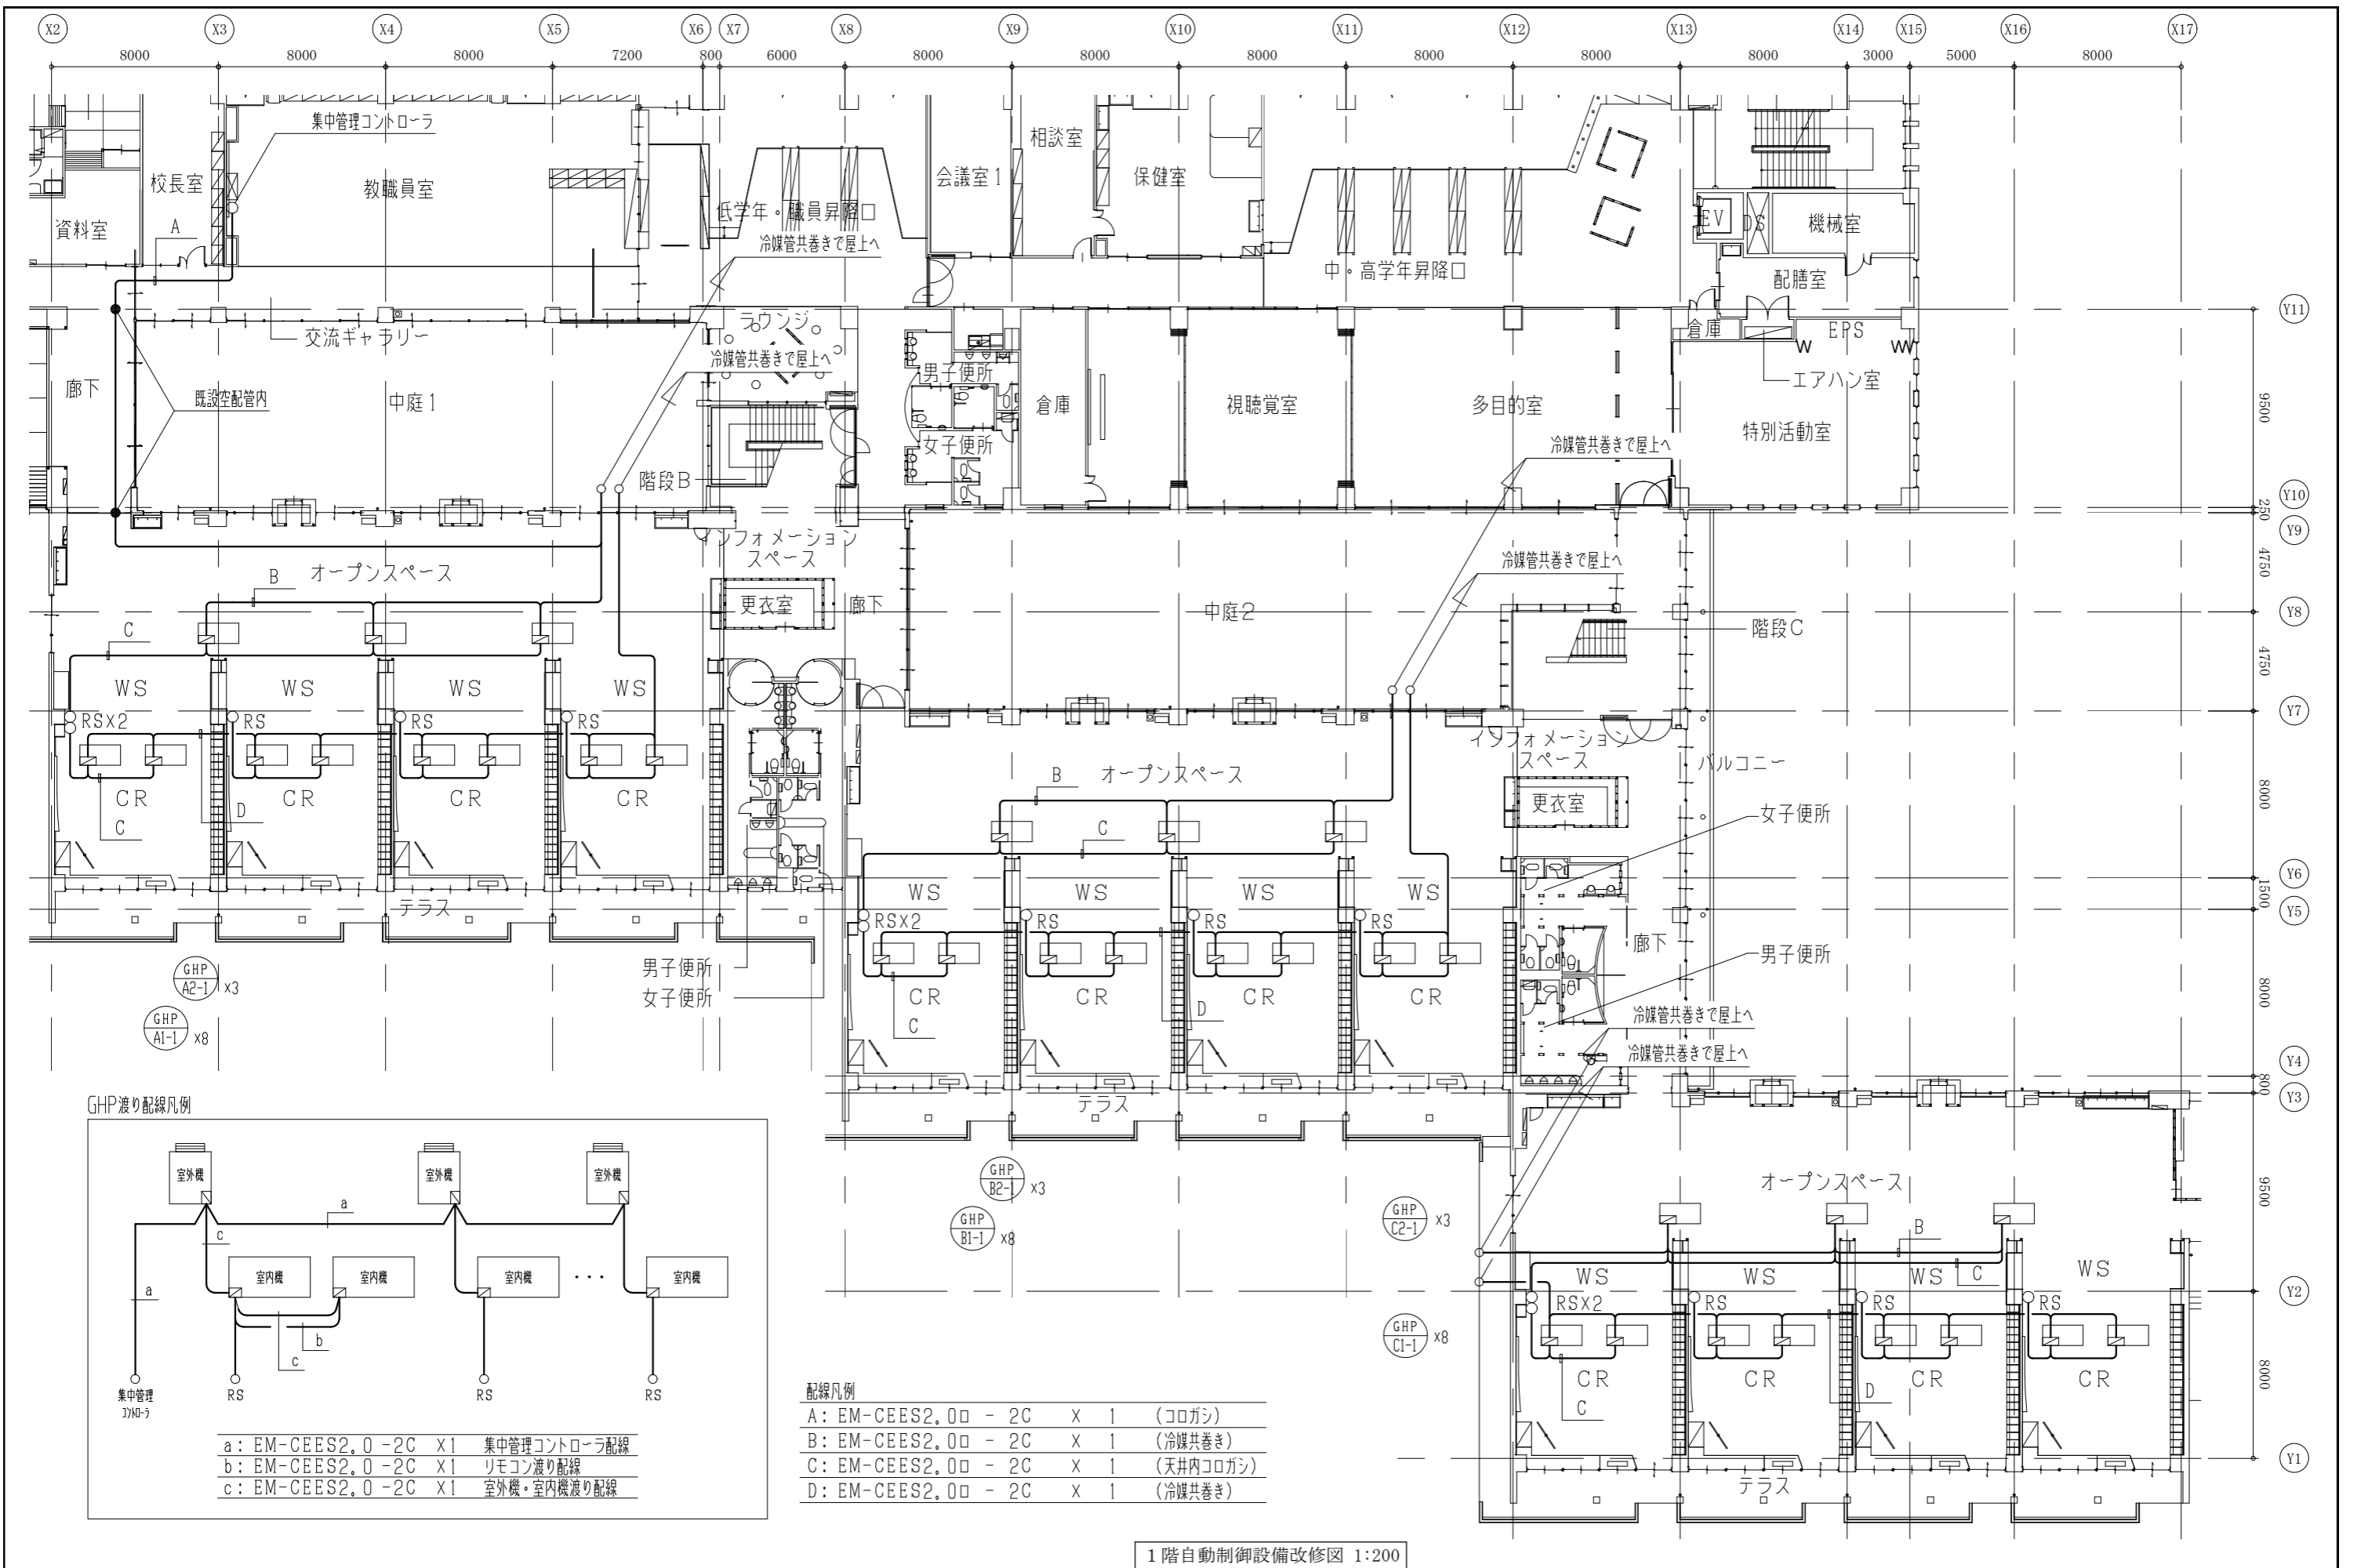 X2 X3 X4 X5 X6 X7 X8 X9 X10 X11 X12 X13 X14 X15 X16 X17
8000 8000 8000 7200 800 6000 8000 8000 8000 8000 8000 8000 3000 5000 8000
集中管理コントローラ
校長室
教職員室
資料室
A
低学年・職員昇降口
冷媒管共巻きで屋上へ
会議室1
相談室
保健室
中・高学年昇降口
EV
DS
機械室
配膳室
倉庫
EPS
エアハン室
特別活動室
交流ギャラリー
廊下
既設空配管内
中庭1
ラウンジ
冷媒管共巻きで屋上へ
階段B
男子便所
女子便所
倉庫
視聴覚室
多目的室
冷媒管共巻きで屋上へ
冷媒管共巻きで屋上へ
インフォメーション
スペース
更衣室
廊下
中庭2
階段C
オープンスペース
B
C
WS WS WS WS
RSX2 RS RS RS
CR CR CR CR
C
D
テラス
男子便所
女子便所
GHP
A2-1 x3
GHP
A1-1 x8
オープンスペース
B
C
WS WS WS WS
RSX2 RS RS RS
CR CR CR CR
C
D
テラス
インフォメーション
スペース
バルコニー
更衣室
女子便所
廊下
男子便所
冷媒管共巻きで屋上へ
冷媒管共巻きで屋上へ
GHP
B2-1 x3
GHP
B1-1 x8
GHP
C2-1 x3
GHP
C1-1 x8
オープンスペース
B
C
WS WS WS WS
RSX2 RS RS RS
CR CR CR CR
C
D
テラス
Y11
9500
Y10
250
Y9
4750
Y8
4750
Y7
8000
Y6
1500
Y5
8000
Y4
800
Y3
9500
Y2
8000
Y1
GHP渡り配線凡例
室外機 室外機 室外機
a
c
室内機 室内機 室内機 ・・・ 室内機
a
b
c
集中管理
コントローラ
RS RS RS
a: EM-CEES2.0 -2C X1 集中管理コントローラ配線
b: EM-CEES2.0 -2C X1 リモコン渡り配線
c: EM-CEES2.0 -2C X1 室外機・室内機渡り配線
配線凡例
A: EM-CEES2.0□ - 2C X 1 (コロガシ)
B: EM-CEES2.0□ - 2C X 1 (冷媒共巻き)
C: EM-CEES2.0□ - 2C X 1 (天井内コロガシ)
D: EM-CEES2.0□ - 2C X 1 (冷媒共巻き)
1階自動制御設備改修図 1:200